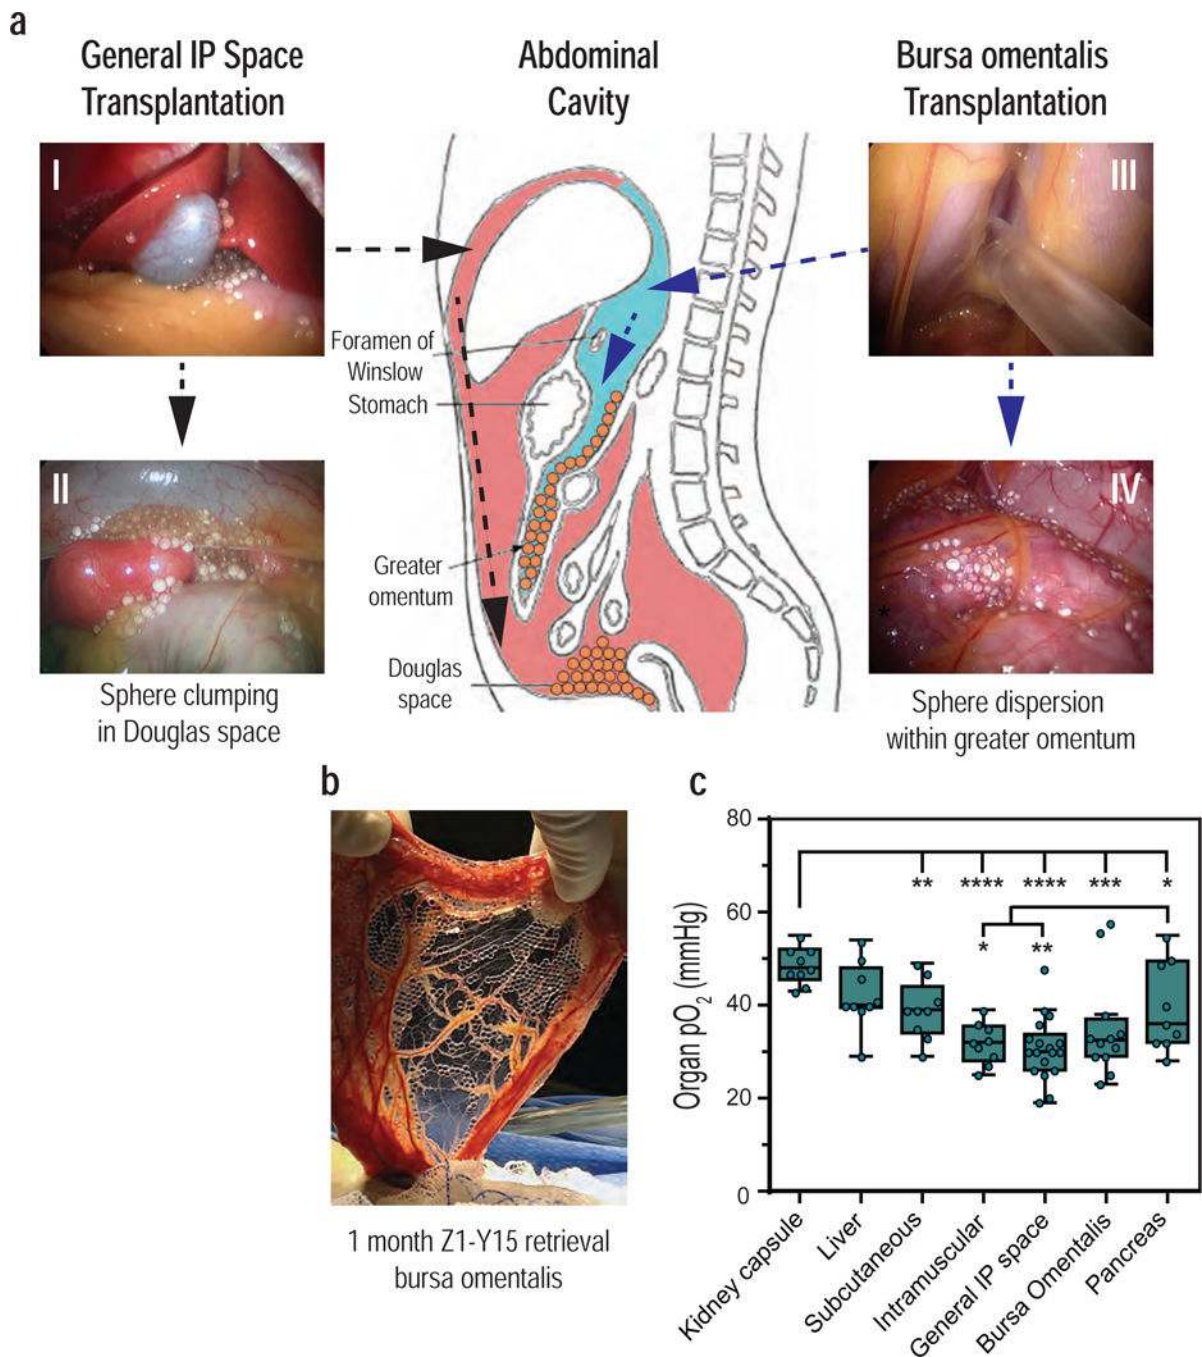 a
General IP Space
Transplantation
Abdominal
Cavity
Bursa omentalis
Transplantation
I
III
Foramen of
Winslow
Stomach
II
IV
*
Greater
omentum
Douglas
space
Sphere clumping
in Douglas space
Sphere dispersion
within greater omentum
b
1 month Z1-Y15 retrieval
bursa omentalis
c
Organ pO2 (mmHg)
80
60
40
20
0
** **** **** *** *
* **
Kidney capsule
Liver
Subcutaneous
Intramuscular
General IP space
Bursa Omentalis
Pancreas